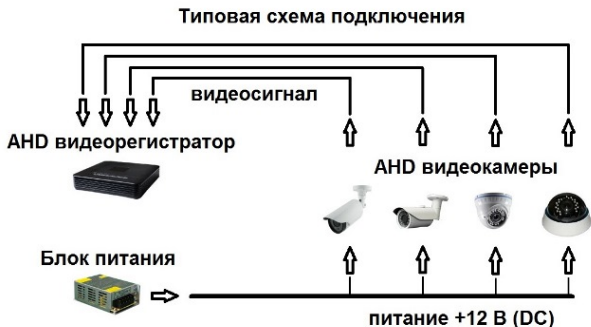 Типовая схема подключения
видеосигнал
AHD видеорегистратор
AHD видеокамеры
Блок питания
питание +12 В (DC)